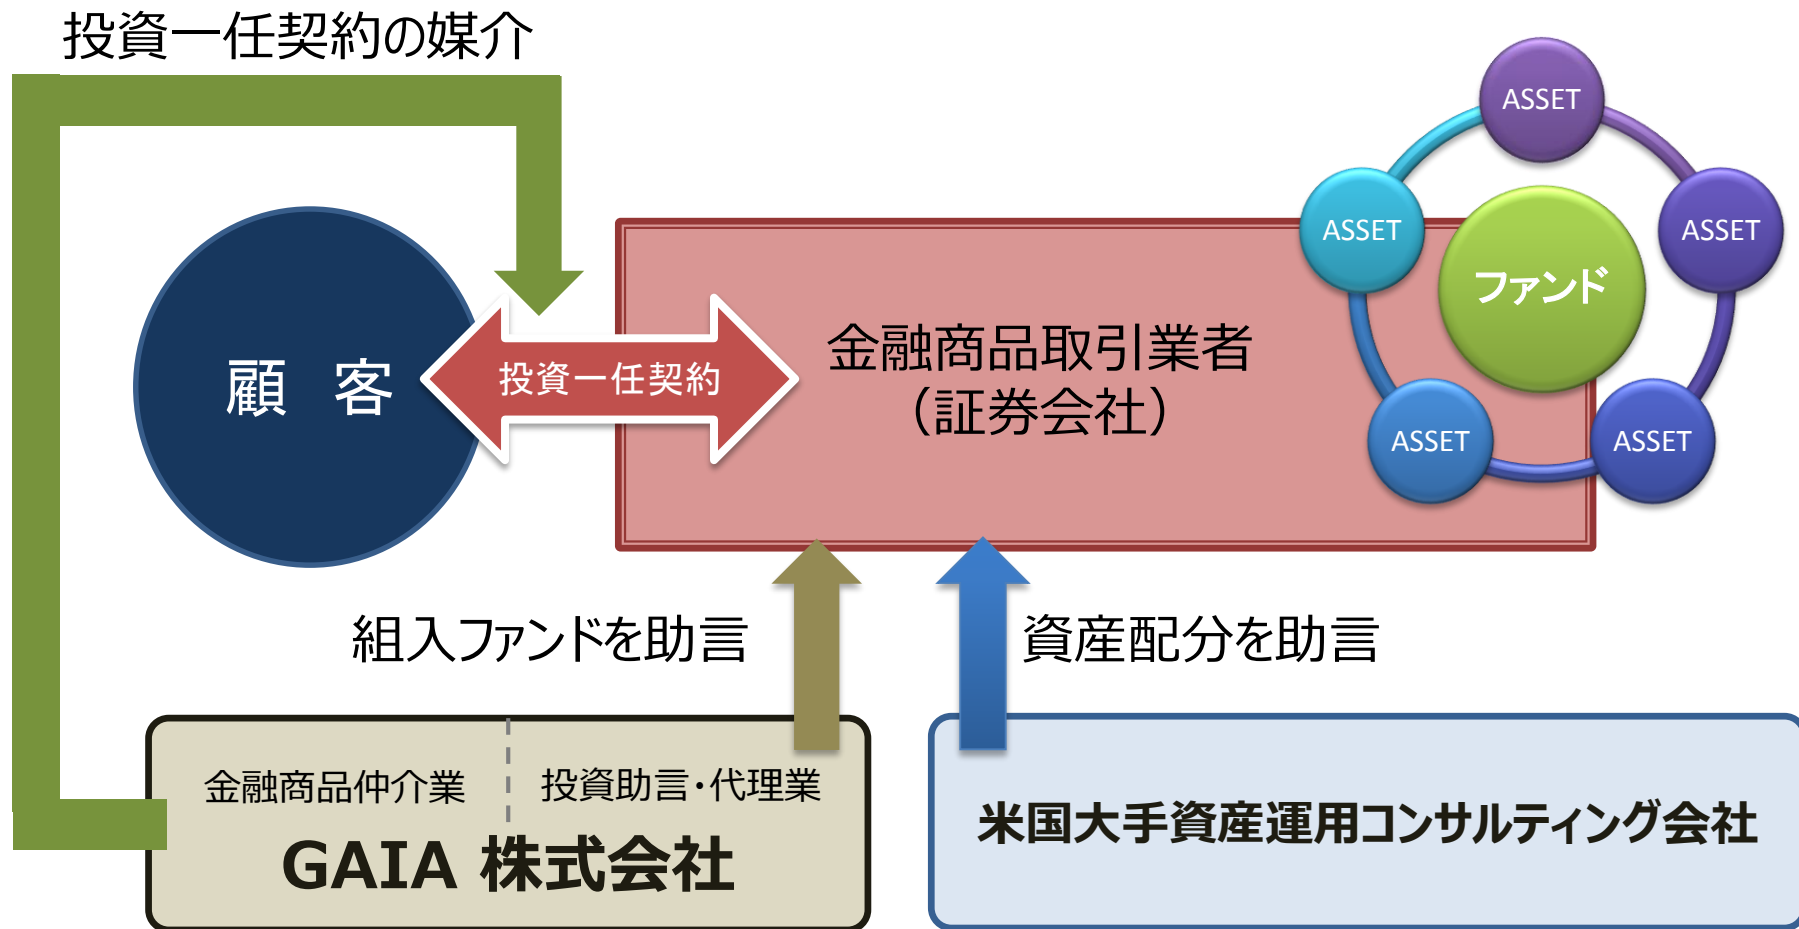 投資一任契約の媒介
ASSET
ASSET
ASSET
ファンド
顧　客
投資一任契約
金融商品取引業者
（証券会社）
ASSET
ASSET
組入ファンドを助言
資産配分を助言
金融商品仲介業
投資助言・代理業
GAIA 株式会社
米国大手資産運用コンサルティング会社